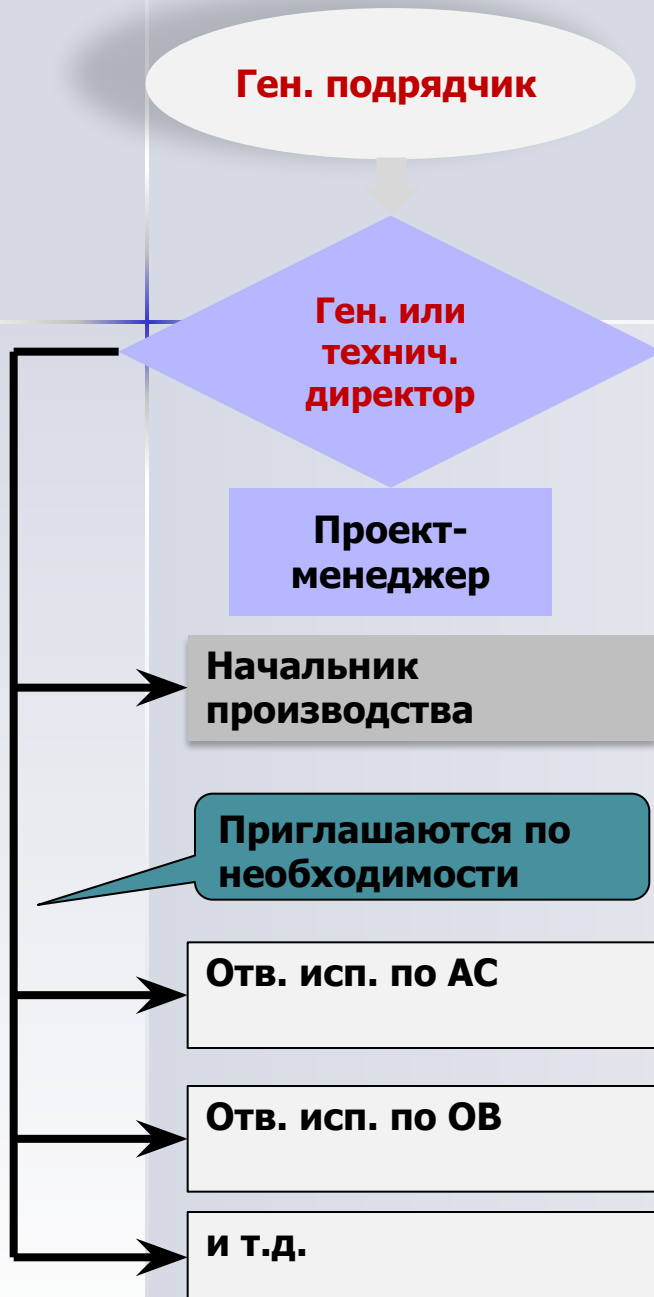 Ген. подрядчик
Ген. или
технич.
директор
Проект-
менеджер
Начальник
производства
Приглашаются по
необходимости
Отв. исп. по АС
Отв. исп. по ОВ
и т.д.